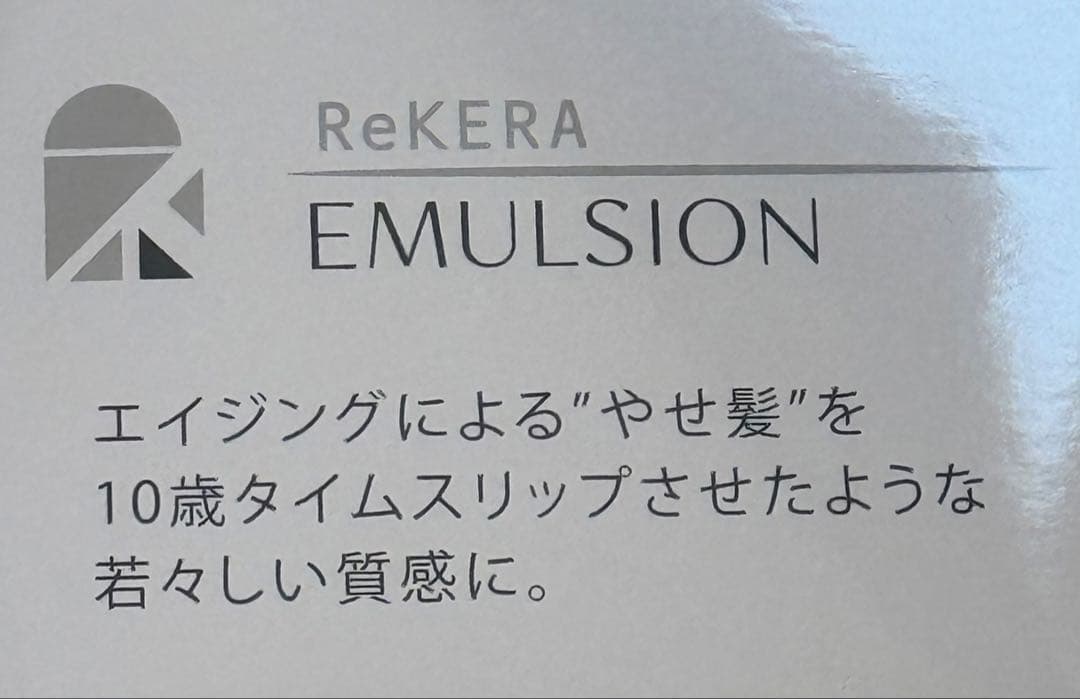 ReKERA
EMULSION
エイジングによる"やせ髪"を
10歳タイムスリップさせたような
若々しい質感に。